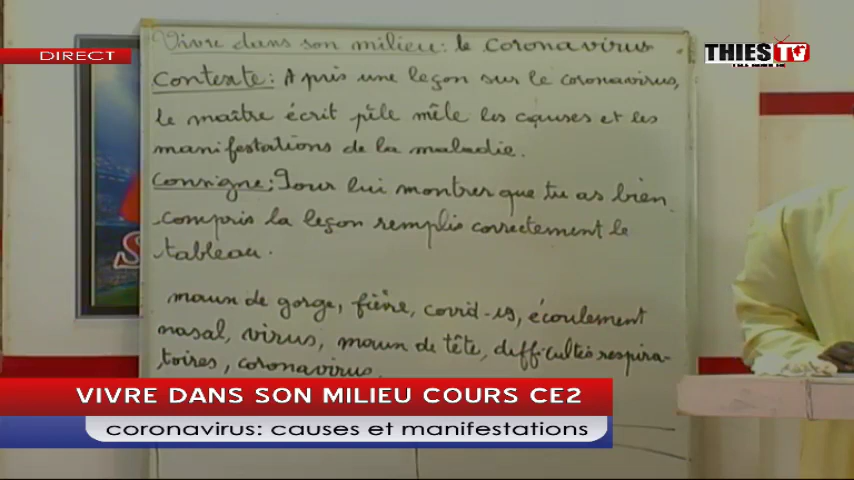 Vivre dans son milieu : le coronavirus
DIRECT
THIES TV
Contexte : Après une leçon sur le coronavirus,
le maître écrit pêle mêle les causes et les
manifestations de la maladie.
Consigne : Pour lui montrer que tu as bien
compris la leçon remplis correctement le
tableau.
maux de gorge, fièvre, covid-19, écoulement
nasal, virus, maux de tête, difficultés respira-
toires, coronavirus.
VIVRE DANS SON MILIEU COURS CE2
coronavirus: causes et manifestations